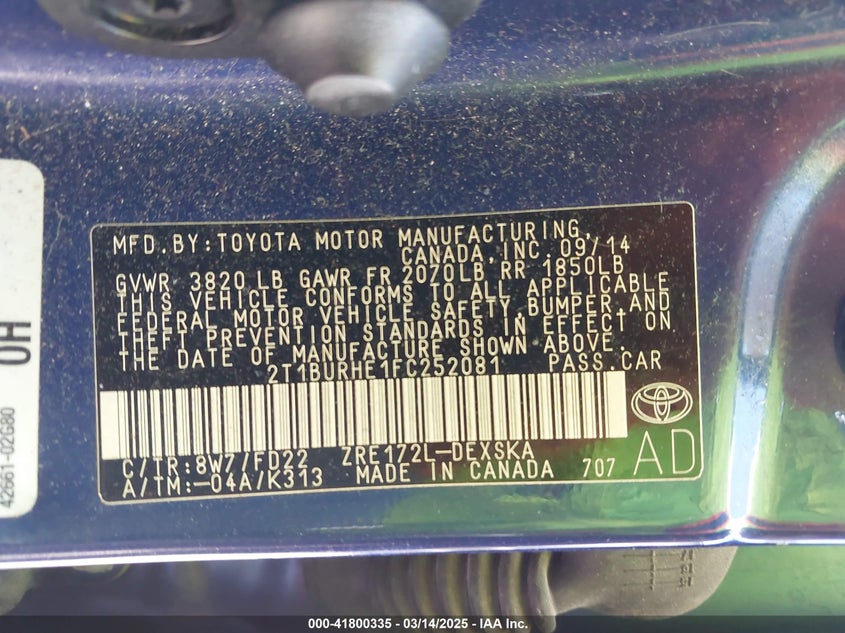 MFD.BY:TOYOTA MOTOR MANUFACTURING,
CANADA,INC. 09/14
GVWR 3820 LB GAWR FR 2070LB RR 1850LB
THIS VEHICLE CONFORMS TO ALL APPLICABLE
FEDERAL MOTOR VEHICLE SAFETY,BUMPER,AND
THEFT PREVENTION STANDARDS IN EFFECT ON
THE DATE OF MANUFACTURE SHOWN ABOVE.
2T1BURHE1FC252081 PASS.CAR
C/TR:8W7/FD22 ZRE172L-DEXSKA
A/TM:-04A/K313 MADE IN CANADA 707
AD
0H
42661-02G80
000-41800335 - 03/14/2025 - IAA Inc.